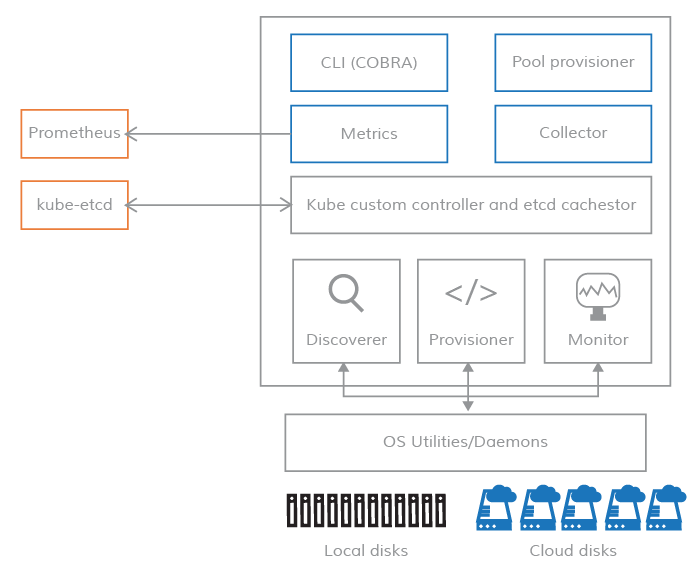 CLI (COBRA)
Pool provisioner
Prometheus
Metrics
Collector
kube-etcd
Kube custom controller and etcd cachestor
</>
Discoverer
Provisioner
Monitor
OS Utilities/Daemons
Local disks
Cloud disks